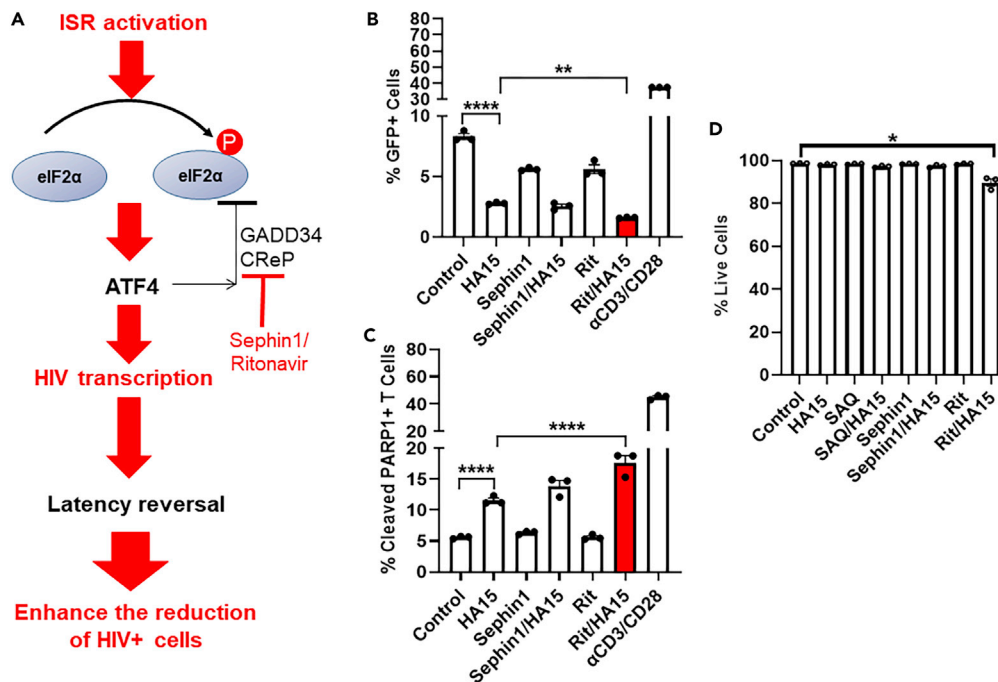 A
ISR activation
P
eIF2α
eIF2α
GADD34
CReP
ATF4
Sephin1/
Ritonavir
HIV transcription
Latency reversal
Enhance the reduction
of HIV+ cells
B
% GFP+ Cells
80
70
60
50
40
30
10
5
0
****
**
Control
HA15
Sephin1
Sephin1/HA15
Rit
Rit/HA15
αCD3/CD28
C
% Cleaved PARP1+ T Cells
80
60
40
20
15
10
5
0
****
****
Control
HA15
Sephin1
Sephin1/HA15
Rit
Rit/HA15
αCD3/CD28
D
% Live Cells
100
80
60
40
20
0
*
Control
HA15
SAQ
SAQ/HA15
Sephin1
Sephin1/HA15
Rit
Rit/HA15